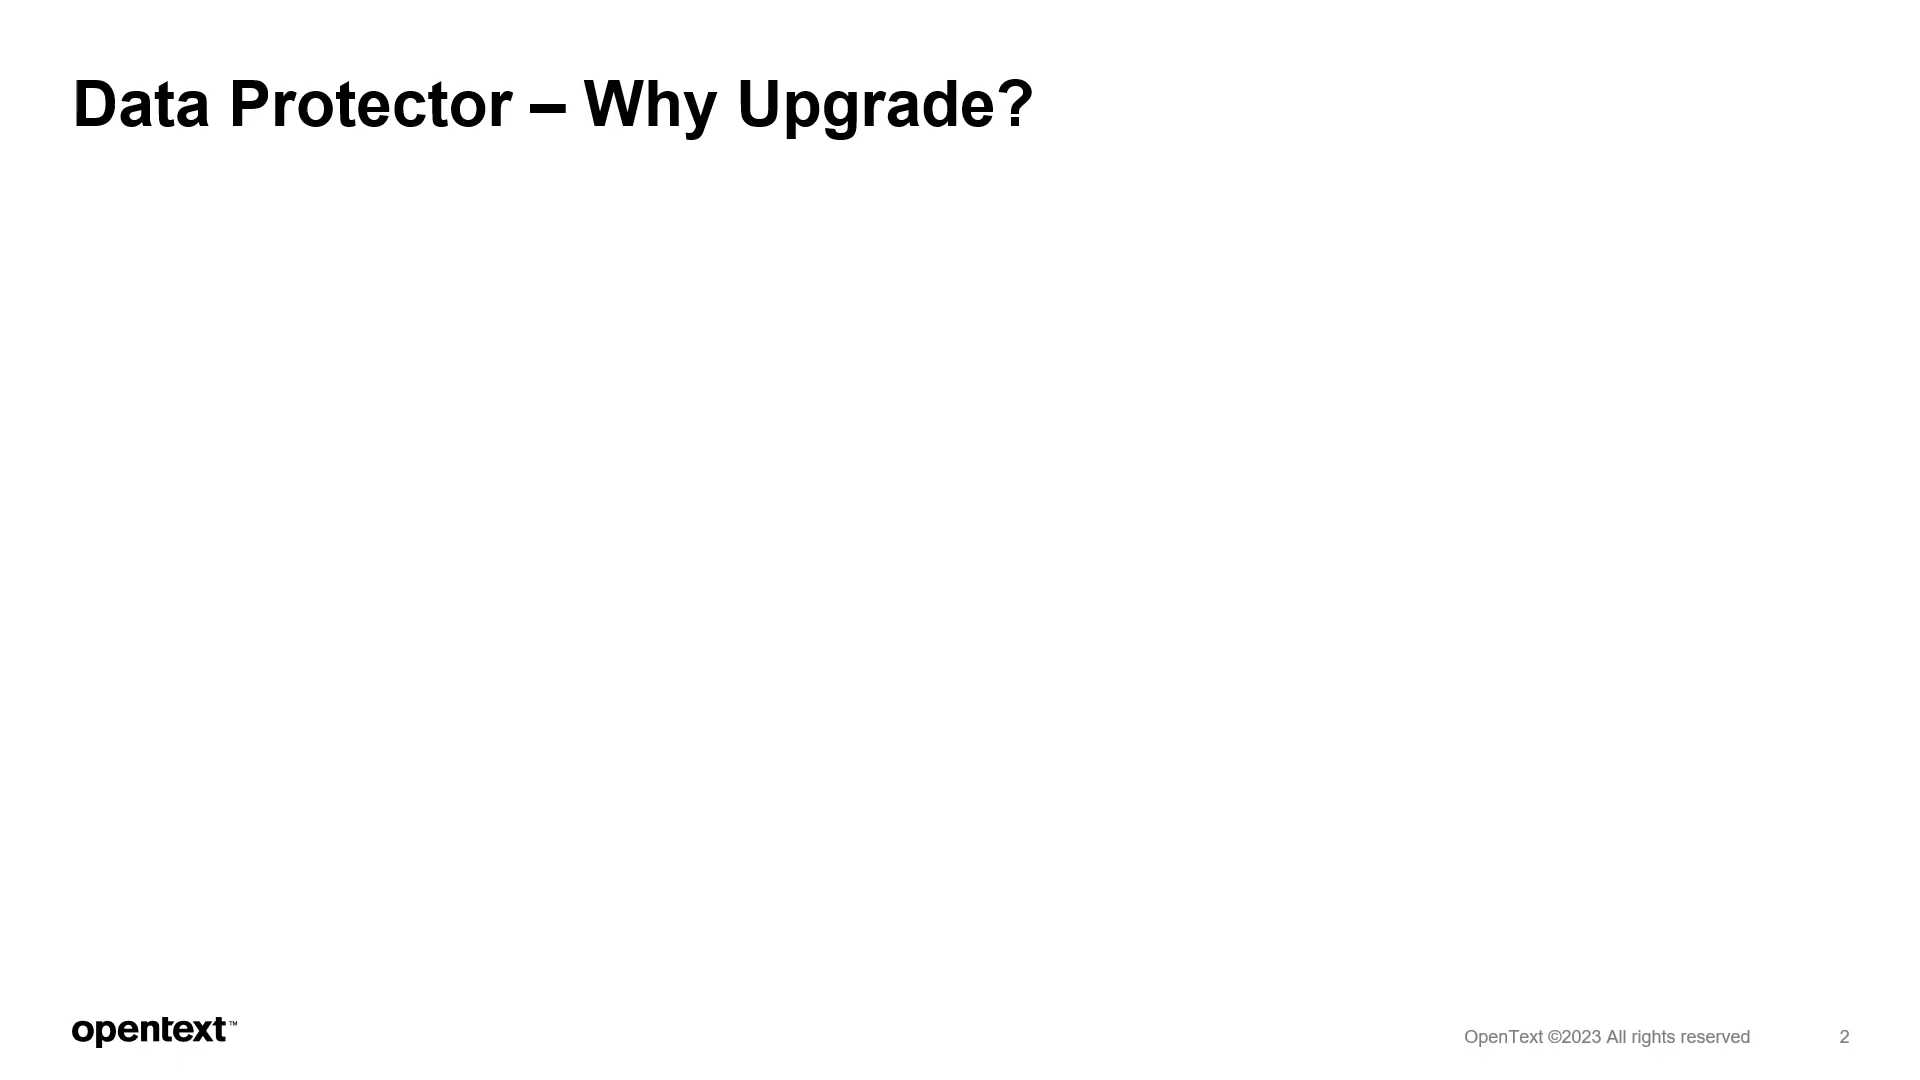 Data Protector – Why Upgrade?
opentext™
OpenText ©2023 All rights reserved
2